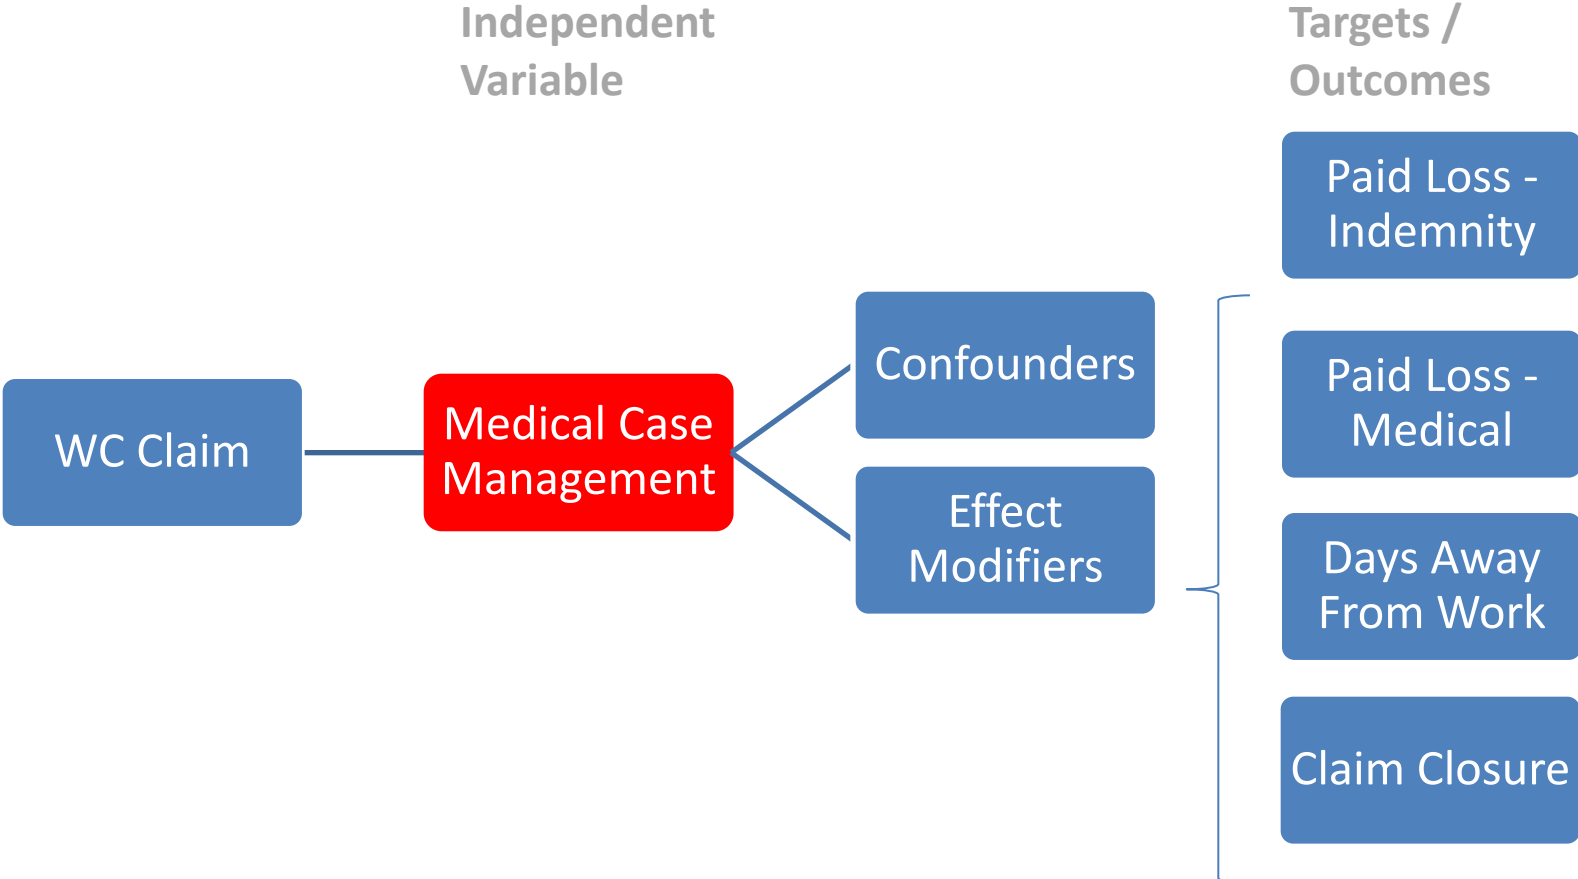 Independent
Variable
Targets /
Outcomes
WC Claim
Medical Case
Management
Confounders
Effect
Modifiers
Paid Loss -
Indemnity
Paid Loss -
Medical
Days Away
From Work
Claim Closure